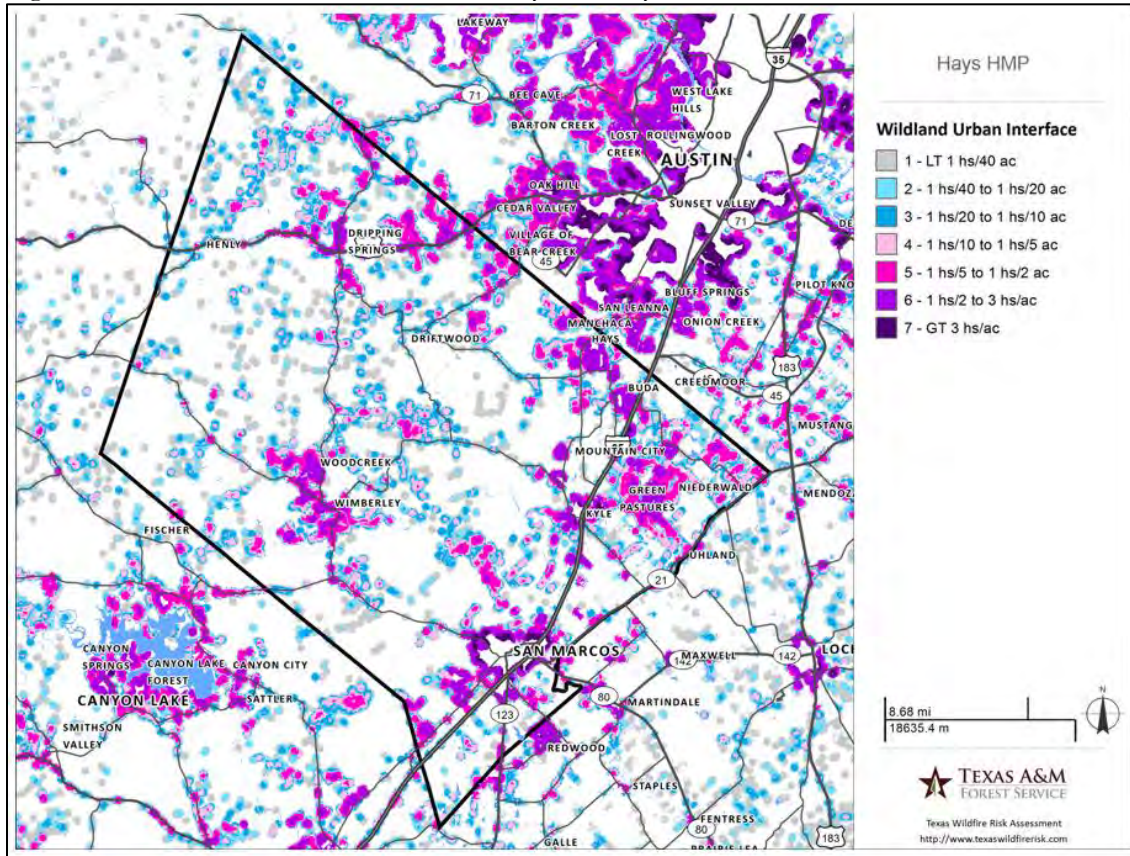 LAKEWAY
35
71
BEE CAVE
WEST LAKE
HILLS
BARTON CREEK
LOST
ROLLINGWOOD
CREEK
AUSTIN
OAK HILL
CEDAR VALLEY
SUNSET VALLEY
71
DRIPPING
SPRINGS
HENLY
VILLAGE OF
BEAR CREEK
45
BLUFF SPRINGS
PILOT KNO
SAN LEANNA
ONION CREEK
MANCHACA
HAYS
DRIFTWOOD
183
BUDA
CREEDMOOR
45
MUSTANG
MOUNTAIN CITY
WOODCREEK
WIMBERLEY
GREEN
PASTURES
NIEDERWALD
MENDOZA
KYLE
FISCHER
UHLAND
21
SAN MARCOS
142
MAXWELL
142
LOCH
CANYON
SPRINGS
CANYON LAKE
FOREST
CANYON CITY
CANYON LAKE
SATTLER
80
MARTINDALE
123
SMITHSON
VALLEY
REDWOOD
STAPLES
FENTRESS
80
PRAIRIE LEA
GALLE
183
Hays HMP
Wildland Urban Interface
1 - LT 1 hs/40 ac
2 - 1 hs/40 to 1 hs/20 ac
3 - 1 hs/20 to 1 hs/10 ac
4 - 1 hs/10 to 1 hs/5 ac
5 - 1 hs/5 to 1 hs/2 ac
6 - 1 hs/2 to 3 hs/ac
7 - GT 3 hs/ac
8.68 mi
18635.4 m
N
TEXAS A&M
FOREST SERVICE
Texas Wildfire Risk Assessment
http://www.texaswildfirerisk.com